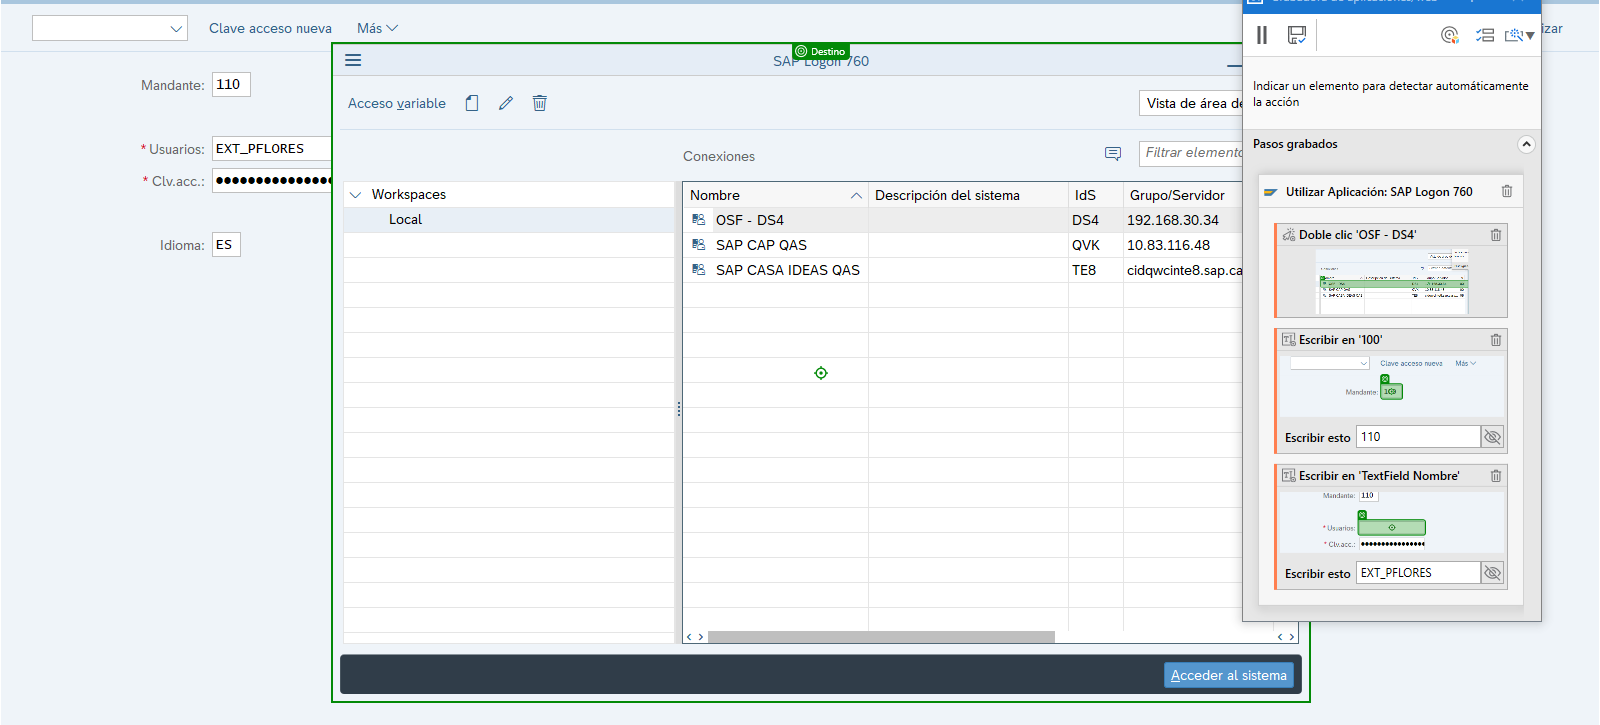 Clave acceso nueva
Más
Mandante: 110
* Usuarios: EXT_PFLORES
* Clv.acc.: ●●●●●●●●●●●●●●●
Idioma: ES
Destino
SAP Logon 760
Acceso variable
Vista de área de
Conexiones
Filtrar elemento
Workspaces
Local
Nombre Descripción del sistema IdS Grupo/Servidor
OSF - DS4 DS4 192.168.30.34
SAP CAP QAS QVK 10.83.116.48
SAP CASA IDEAS QAS TE8 cidqwcinte8.sap.ca
Acceder al sistema
izar
Indicar un elemento para detectar automáticamente
la acción
Pasos grabados
Utilizar Aplicación: SAP Logon 760
Doble clic 'OSF - DS4'
Escribir en '100'
Clave acceso nueva Más
Mandante:
Escribir esto 110
Escribir en 'TextField Nombre'
Mandante: 110
* Usuarios:
* Clv.acc.: ●●●●●●●●●●●●●●●●
Escribir esto EXT_PFLORES